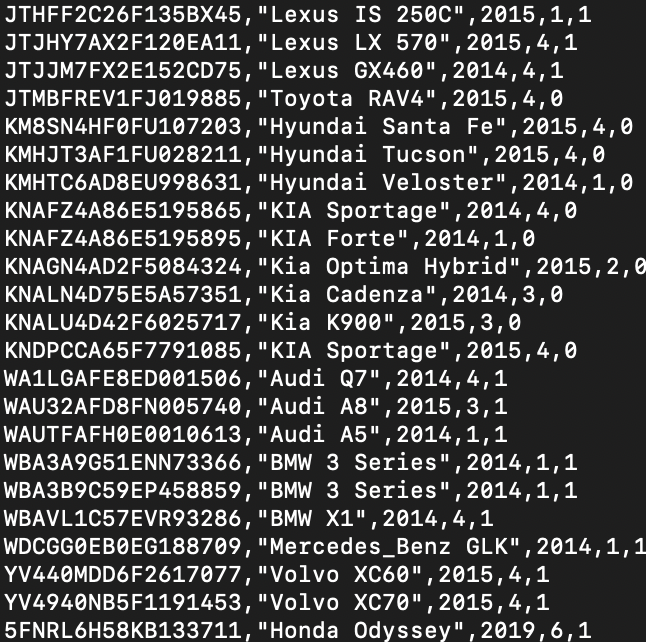 JTHFF2C26F135BX45,"Lexus IS 250C",2015,1,1
JTJHY7AX2F120EA11,"Lexus LX 570",2015,4,1
JTJJM7FX2E152CD75,"Lexus GX460",2014,4,1
JTMBFREV1FJ019885,"Toyota RAV4",2015,4,0
KM8SN4HF0FU107203,"Hyundai Santa Fe",2015,4,0
KMHJT3AF1FU028211,"Hyundai Tucson",2015,4,0
KMHTC6AD8EU998631,"Hyundai Veloster",2014,1,0
KNAFZ4A86E5195865,"KIA Sportage",2014,4,0
KNAFZ4A86E5195895,"KIA Forte",2014,1,0
KNAGN4AD2F5084324,"Kia Optima Hybrid",2015,2,0
KNALN4D75E5A57351,"Kia Cadenza",2014,3,0
KNALU4D42F6025717,"Kia K900",2015,3,0
KNDPCCA65F7791085,"KIA Sportage",2015,4,0
WA1LGAFE8ED001506,"Audi Q7",2014,4,1
WAU32AFD8FN005740,"Audi A8",2015,3,1
WAUTFAFH0E0010613,"Audi A5",2014,1,1
WBA3A9G51ENN73366,"BMW 3 Series",2014,1,1
WBA3B9C59EP458859,"BMW 3 Series",2014,1,1
WBAVL1C57EVR93286,"BMW X1",2014,4,1
WDCGG0EB0EG188709,"Mercedes_Benz GLK",2014,1,1
YV440MDD6F2617077,"Volvo XC60",2015,4,1
YV4940NB5F1191453,"Volvo XC70",2015,4,1
5FNRL6H58KB133711,"Honda Odyssey",2019,6,1